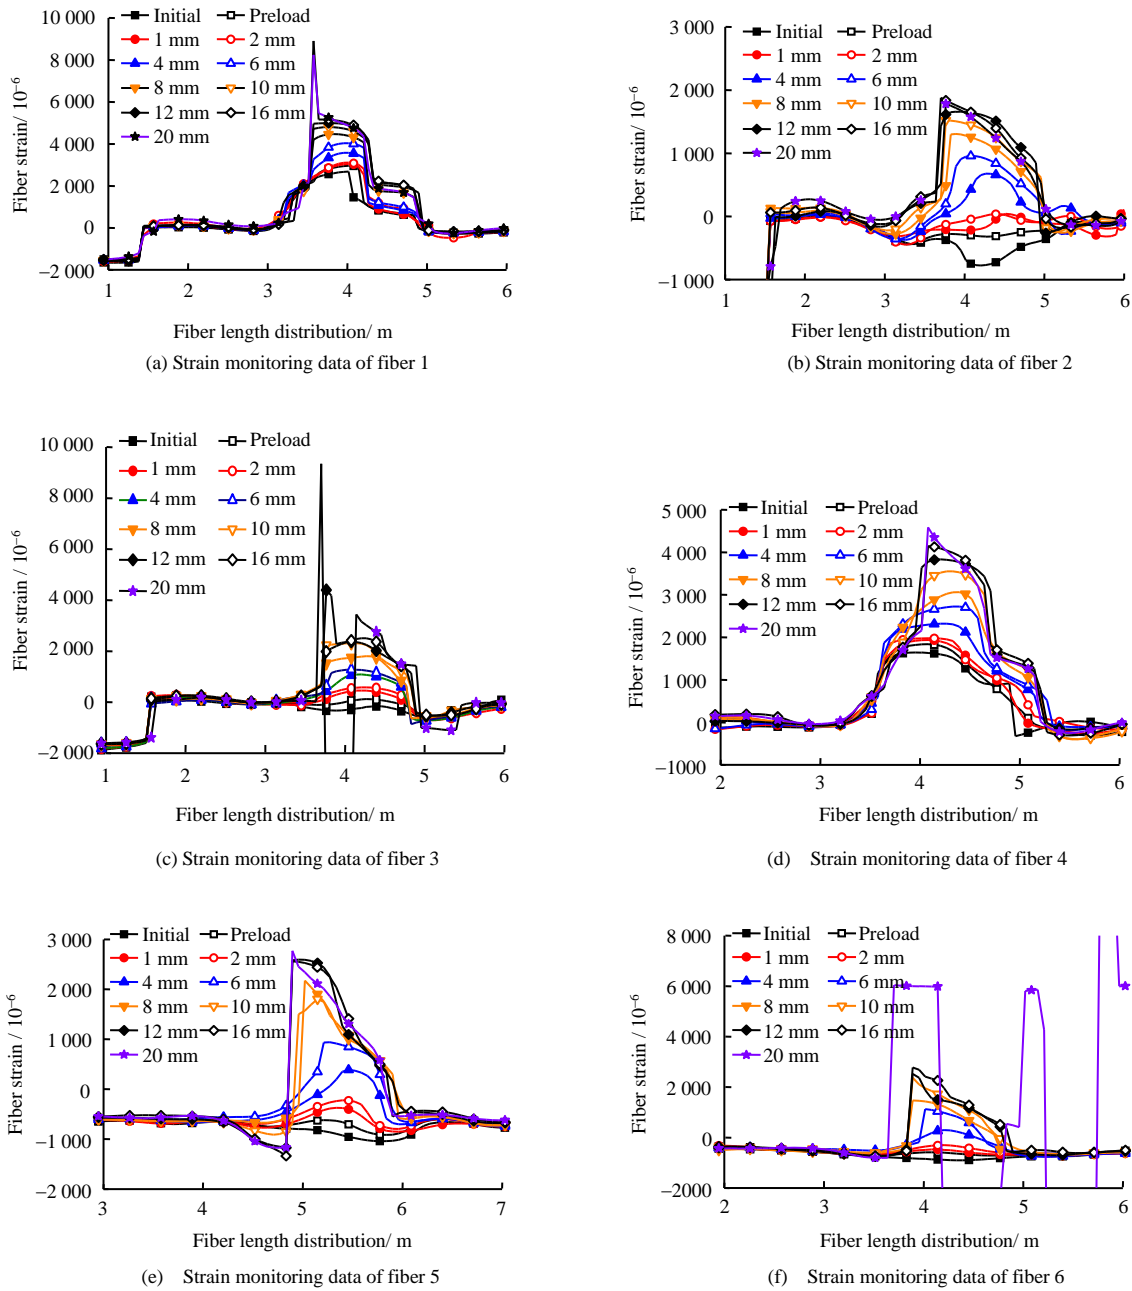 10 000
8 000
6 000
4 000
2 000
0
−2 000
Fiber strain/ 10−6
Initial Preload
1 mm 2 mm
4 mm 6 mm
8 mm 10 mm
12 mm 16 mm
20 mm
1 2 3 4 5 6
Fiber length distribution/ m
(a) Strain monitoring data of fiber 1
3 000
2 000
1 000
0
−1 000
Fiber strain/ 10−6
Initial Preload
1 mm 2 mm
4 mm 6 mm
8 mm 10 mm
12 mm 16 mm
20 mm
1 2 3 4 5 6
Fiber length distribution/ m
(b) Strain monitoring data of fiber 2
10 000
8 000
6 000
4 000
2 000
0
−2 000
Fiber strain / 10−6
Initial Preload
1 mm 2 mm
4 mm 6 mm
8 mm 10 mm
12 mm 16 mm
20 mm
1 2 3 4 5 6
Fiber length distribution/ m
(c) Strain monitoring data of fiber 3
5 000
4 000
3 000
2 000
1 000
0
−1000
Fiber strain / 10−6
Initial Preload
1 mm 2 mm
4 mm 6 mm
8 mm 10 mm
12 mm 16 mm
20 mm
2 3 4 5 6
Fiber length distribution/ m
(d) Strain monitoring data of fiber 4
3 000
2 000
1 000
0
−1 000
−2 000
Fiber strain / 10−6
Initial Preload
1 mm 2 mm
4 mm 6 mm
8 mm 10 mm
12 mm 16 mm
20 mm
3 4 5 6 7
Fiber length distribution/ m
(e) Strain monitoring data of fiber 5
8 000
6 000
4 000
2 000
0
−2000
Fiber strain / 10−6
Initial Preload
1 mm 2 mm
4 mm 6 mm
8 mm 10 mm
12 mm 16 mm
20 mm
2 3 4 5 6
Fiber length distribution/ m
(f) Strain monitoring data of fiber 6